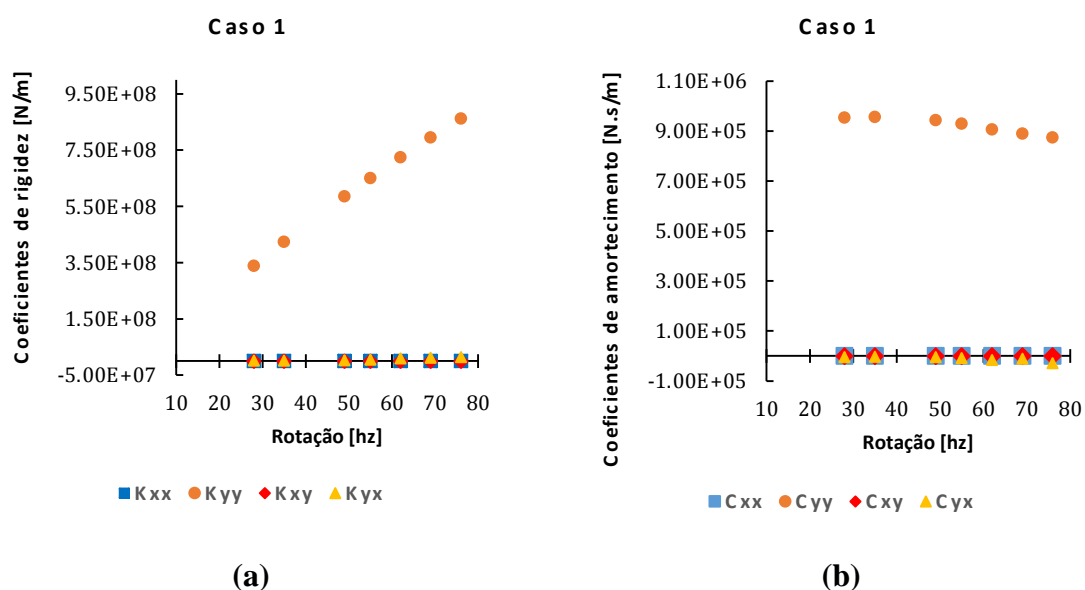 Caso 1
Coeficientes de rigidez [N/m]
9.50E+08
7.50E+08
5.50E+08
3.50E+08
1.50E+08
-5.00E+07
10 20 30 40 50 60 70 80
Rotação [hz]
Kxx Kyy Kxy Kyx
(a)
Caso 1
Coeficientes de amortecimento [N.s/m]
1.10E+06
9.00E+05
7.00E+05
5.00E+05
3.00E+05
1.00E+05
-1.00E+05
10 20 30 40 50 60 70 80
Rotação [hz]
Cxx Cyy Cxy Cyx
(b)